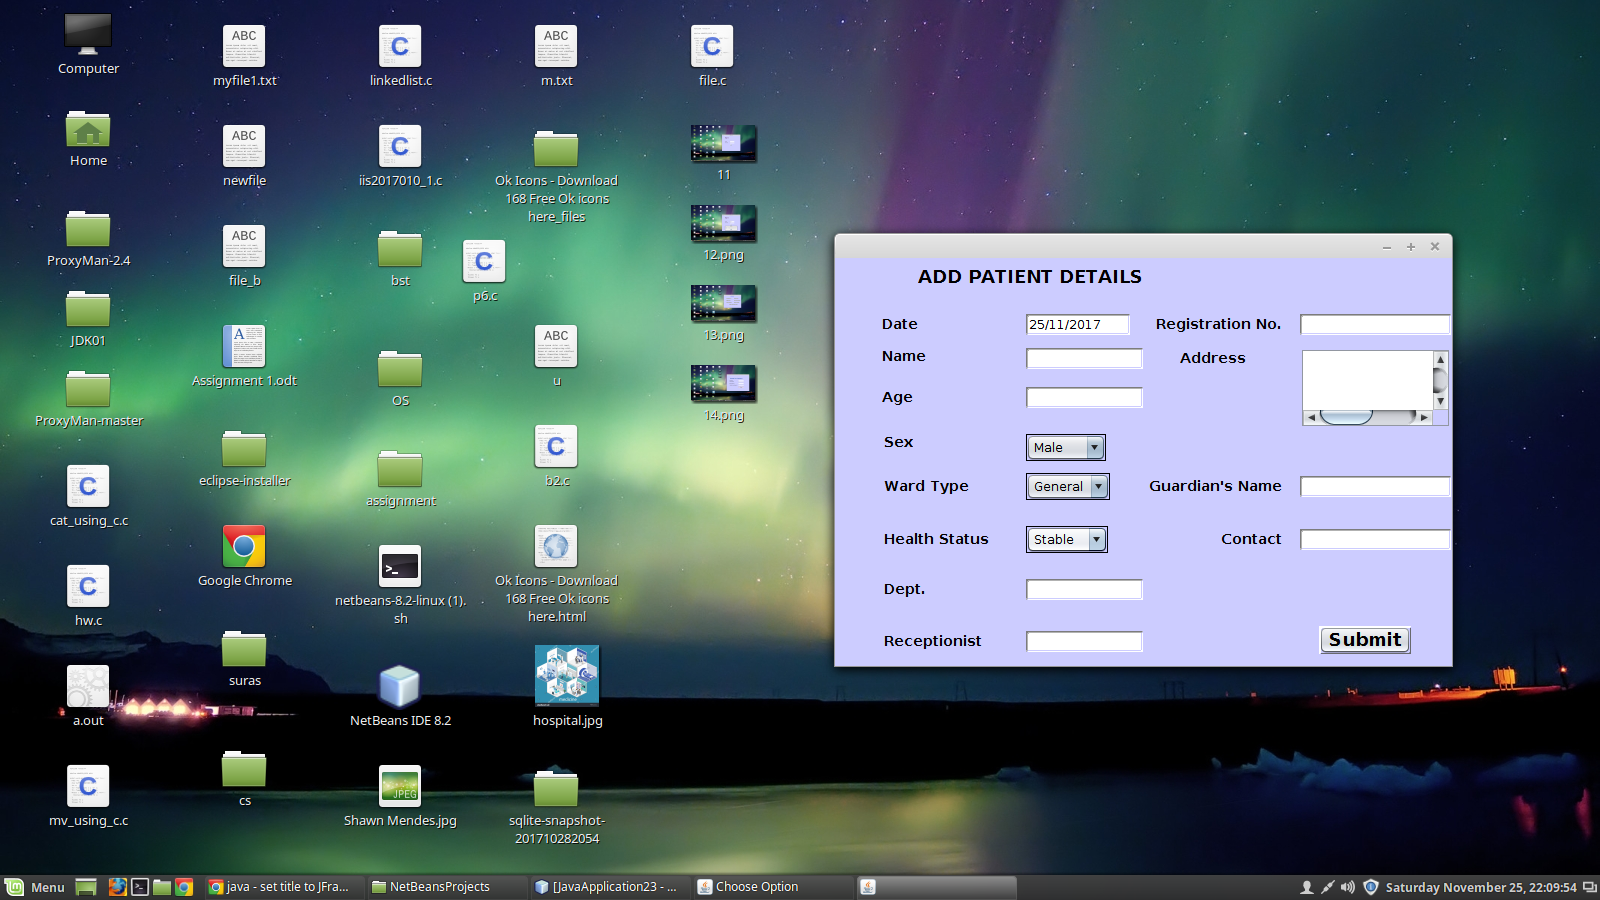 Computer
Home
ProxyMan-2.4
JDK01
ProxyMan-master
cat_using_c.c
hw.c
a.out
mv_using_c.c
ABC
myfile1.txt
ABC
newfile
ABC
file_b
A
Assignment 1.odt
eclipse-installer
Google Chrome
suras
cs
C
linkedlist.c
C
iis2017010_1.c
bst
C
p6.c
OS
assignment
>_
netbeans-8.2-linux (1).
sh
NetBeans IDE 8.2
JPEG
Shawn Mendes.jpg
ABC
m.txt
Ok Icons - Download
168 Free Ok icons
here_files
ABC
u
C
b2.c
Ok Icons - Download
168 Free Ok icons
here.html
hospital.jpg
sqlite-snapshot-
201710282054
C
file.c
11
12.png
13.png
14.png
ADD PATIENT DETAILS
Date 25/11/2017 Registration No.
Name Address
Age
Sex Male
Ward Type General Guardian's Name
Health Status Stable Contact
Dept.
Receptionist Submit
Menu java - set title to JFra... NetBeansProjects [JavaApplication23 - ... Choose Option Saturday November 25, 22:09:54